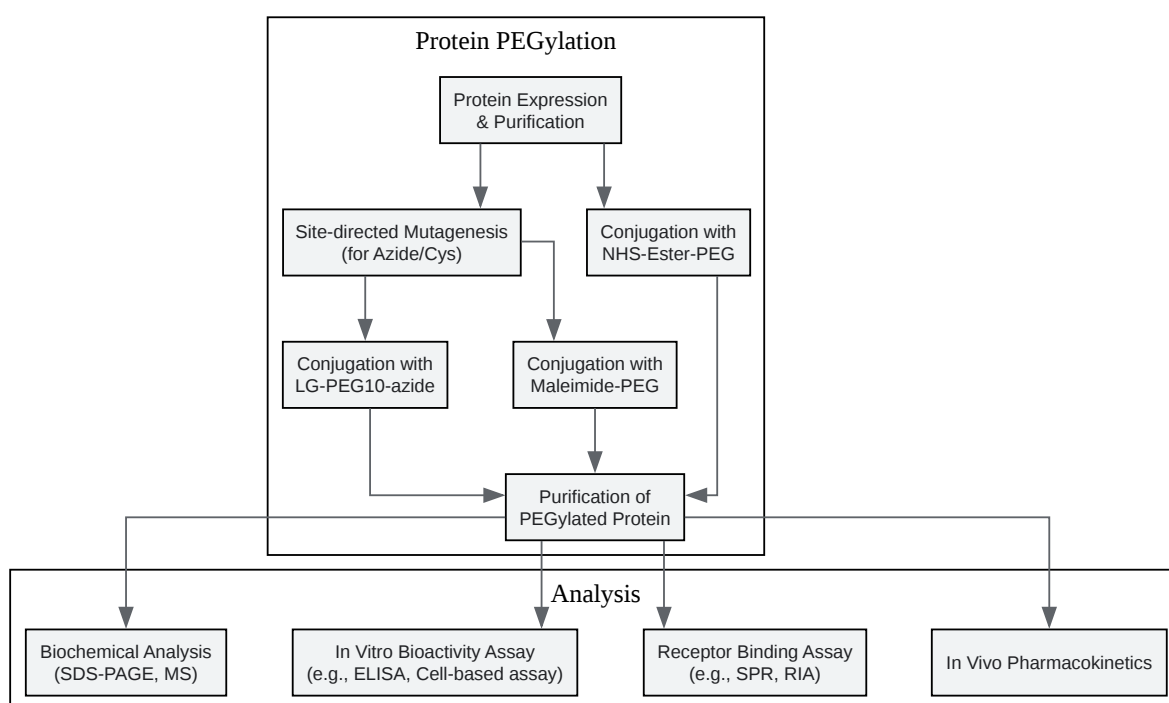 Protein PEGylation
Protein Expression
& Purification
Site-directed Mutagenesis
(for Azide/Cys)
Conjugation with
NHS-Ester-PEG
Conjugation with
LG-PEG10-azide
Conjugation with
Maleimide-PEG
Purification of
PEGylated Protein
Analysis
Biochemical Analysis
(SDS-PAGE, MS)
In Vitro Bioactivity Assay
(e.g., ELISA, Cell-based assay)
Receptor Binding Assay
(e.g., SPR, RIA)
In Vivo Pharmacokinetics